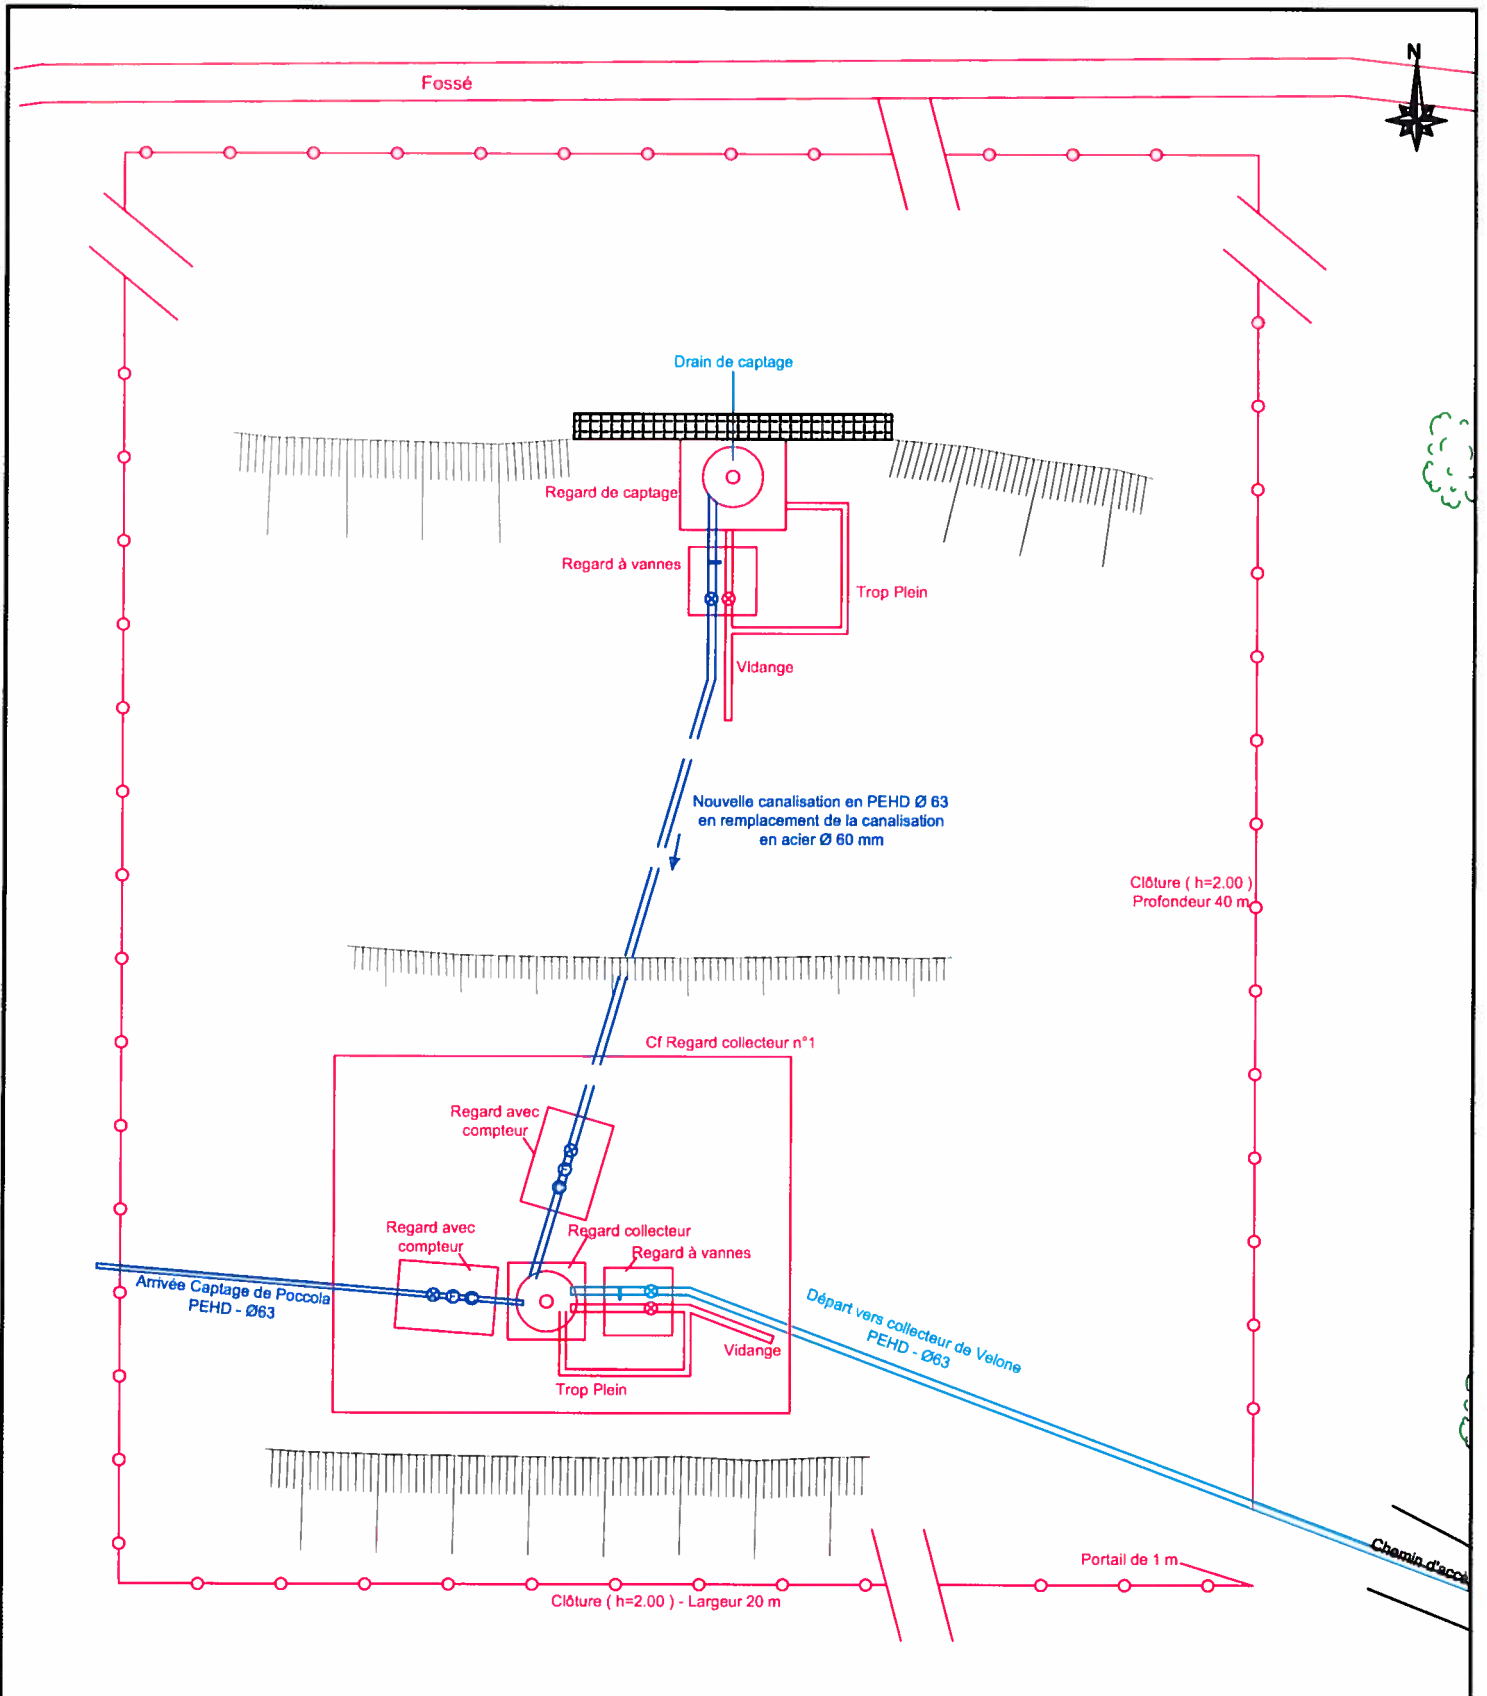 N
Fossé
Drain de captage
Regard de captage
Regard à vannes
Trop Plein
Vidange
Nouvelle canalisation en PEHD Ø 63
en remplacement de la canalisation
en acier Ø 60 mm
Clôture ( h=2.00 )
Profondeur 40 m
Cf Regard collecteur n°1
Regard avec
compteur
Regard avec
compteur
Regard collecteur
Regard à vannes
Arrivée Captage de Poccola
PEHD - Ø63
Départ vers collecteur de Velone
PEHD - Ø63
Vidange
Trop Plein
Chemin d'accè
Portail de 1 m
Clôture ( h=2.00 ) - Largeur 20 m